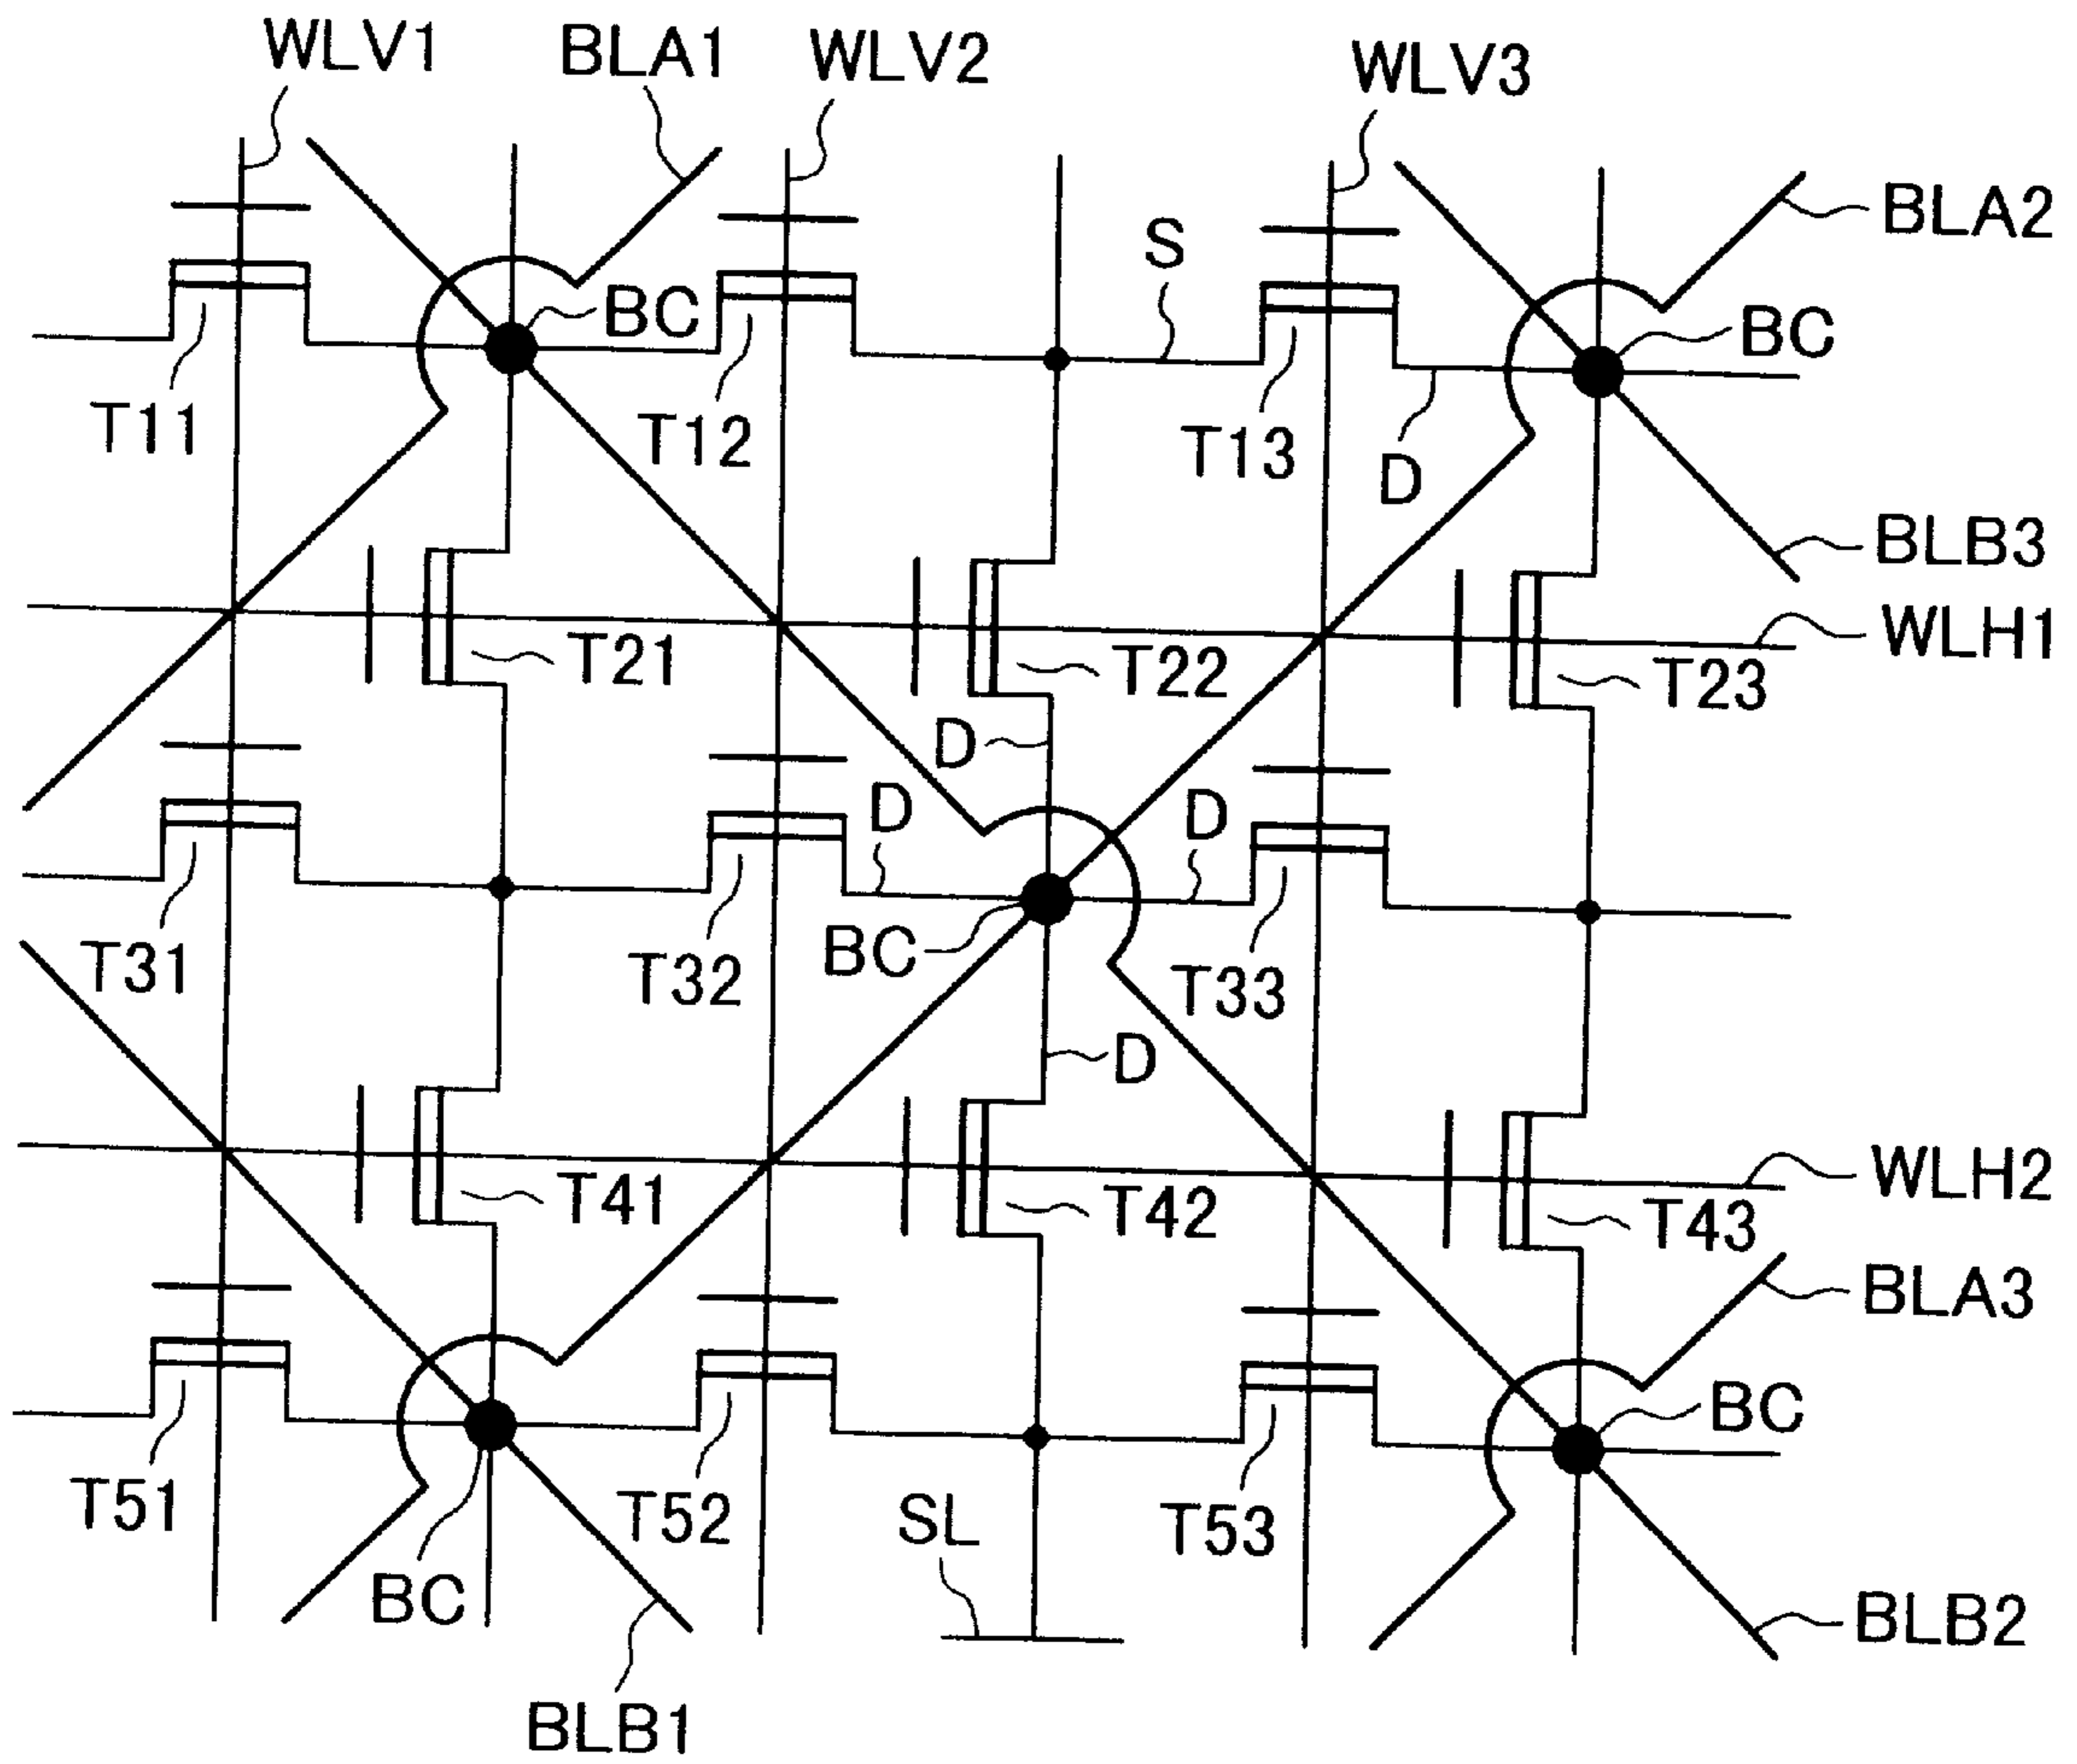 WLV1
BLA1
WLV2
WLV3
BLA2
S
BC
BC
T11
T12
T13
D
BLB3
WLH1
T21
T22
T23
D
D
D
BC
T31
T32
T33
D
WLH2
T41
T42
T43
BLA3
BC
T51
T52
SL
T53
BC
BLB2
BLB1